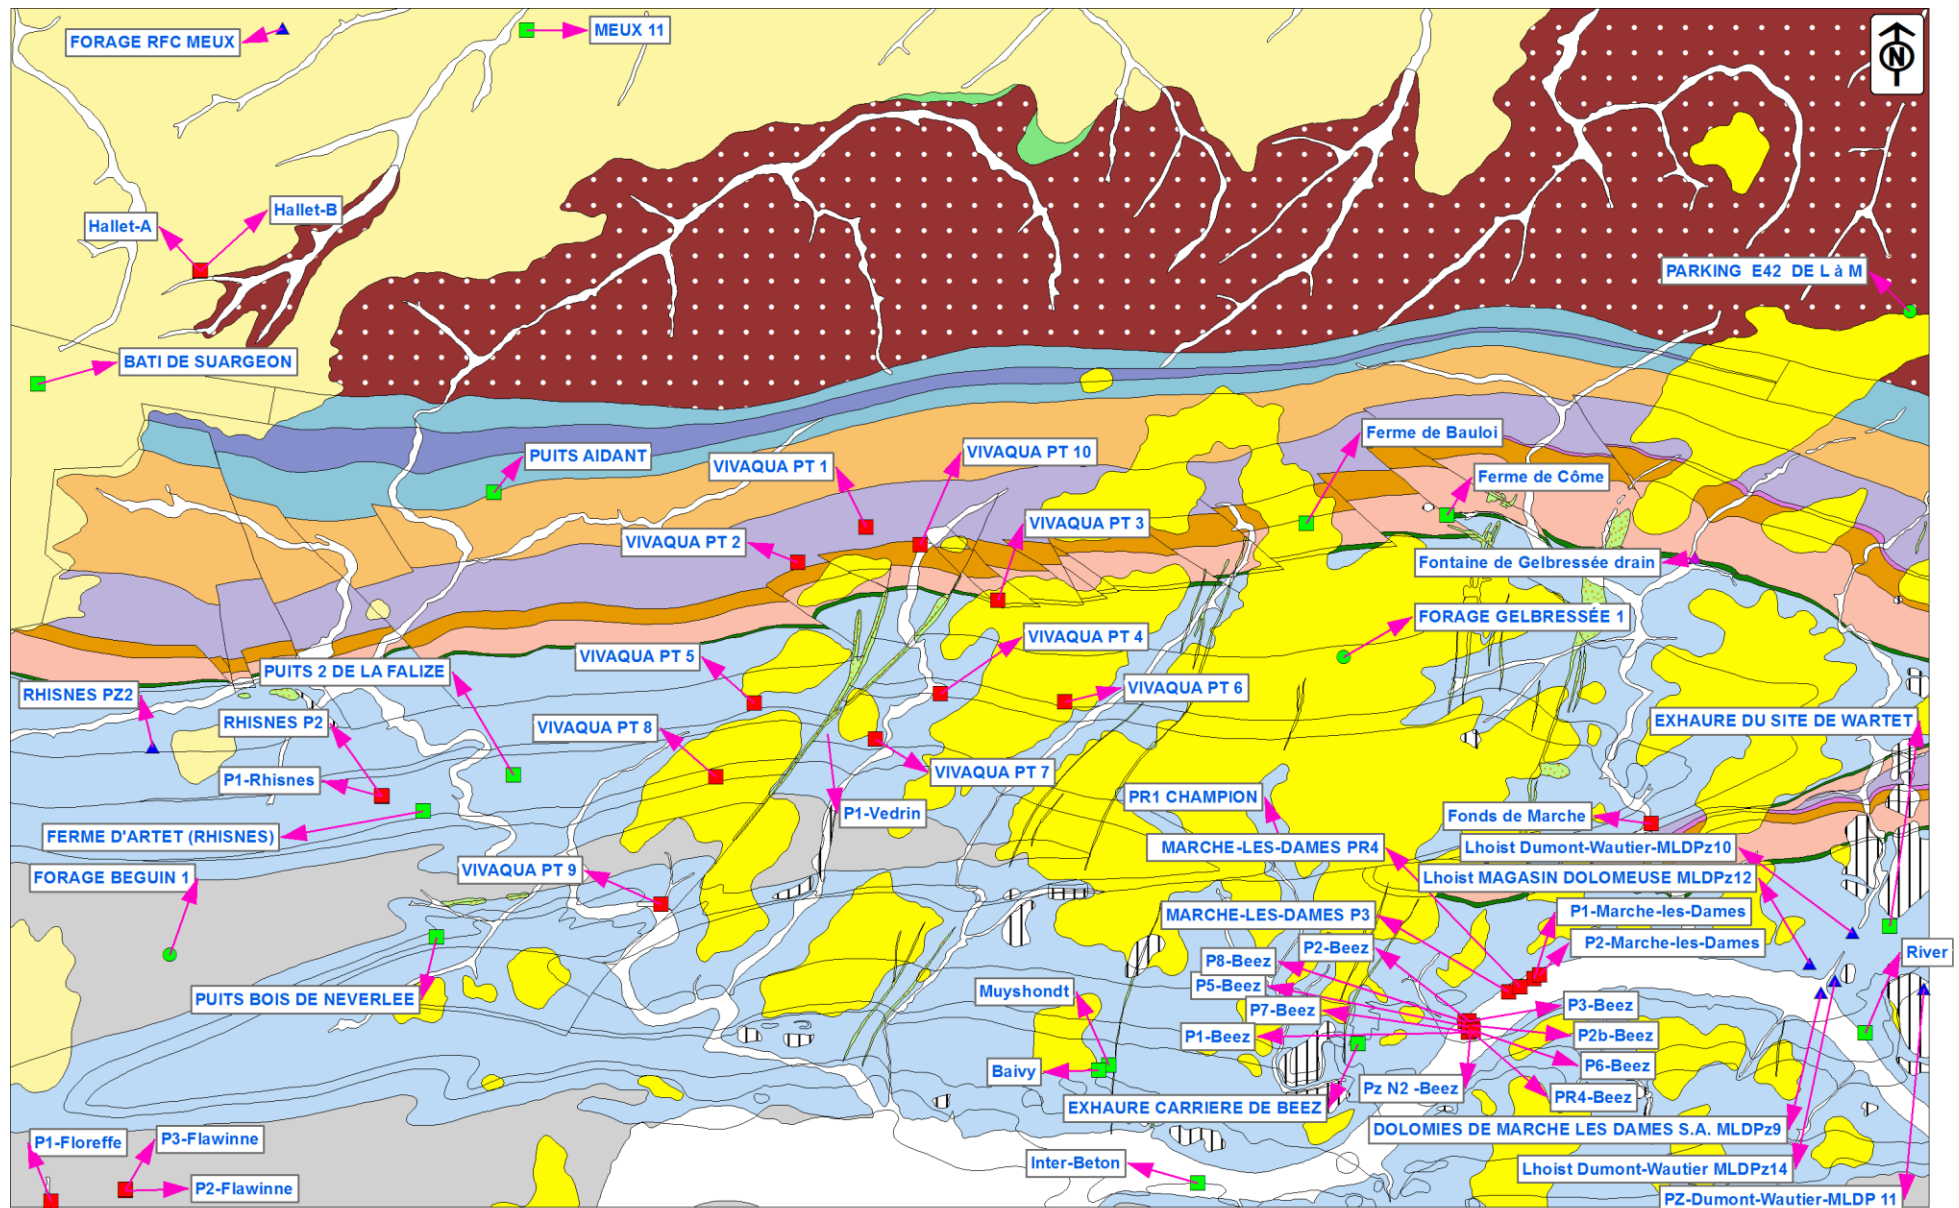 FORAGE RFC MEUX
MEUX 11
N
Hallet-A
Hallet-B
PARKING E42 DE L à M
BATI DE SUARGEON
PUITS AIDANT
VIVAQUA PT 1
VIVAQUA PT 10
Ferme de Bauloi
Ferme de Côme
VIVAQUA PT 2
VIVAQUA PT 3
Fontaine de Gelbressée drain
FORAGE GELBRESSÉE 1
VIVAQUA PT 4
VIVAQUA PT 5
PUITS 2 DE LA FALIZE
RHISNES PZ2
VIVAQUA PT 6
RHISNES P2
VIVAQUA PT 8
EXHAURE DU SITE DE WARTET
P1-Rhisnes
VIVAQUA PT 7
PR1 CHAMPION
P1-Vedrin
Fonds de Marche
FERME D'ARTET (RHISNES)
MARCHE-LES-DAMES PR4
Lhoist Dumont-Wautier-MLDPz10
VIVAQUA PT 9
FORAGE BEGUIN 1
Lhoist MAGASIN DOLOMEUSE MLDPz12
MARCHE-LES-DAMES P3
P1-Marche-les-Dames
P2-Marche-les-Dames
P2-Beez
River
P8-Beez
P5-Beez
Muyshondt
PUITS BOIS DE NEVERLEE
P7-Beez
P3-Beez
P1-Beez
P2b-Beez
P6-Beez
Baivy
Pz N2 -Beez
PR4-Beez
EXHAURE CARRIERE DE BEEZ
DOLOMIES DE MARCHE LES DAMES S.A. MLDPz9
P1-Floreffe
P3-Flawinne
Inter-Beton
Lhoist Dumont-Wautier MLDPz14
P2-Flawinne
PZ-Dumont-Wautier-MLDP 11